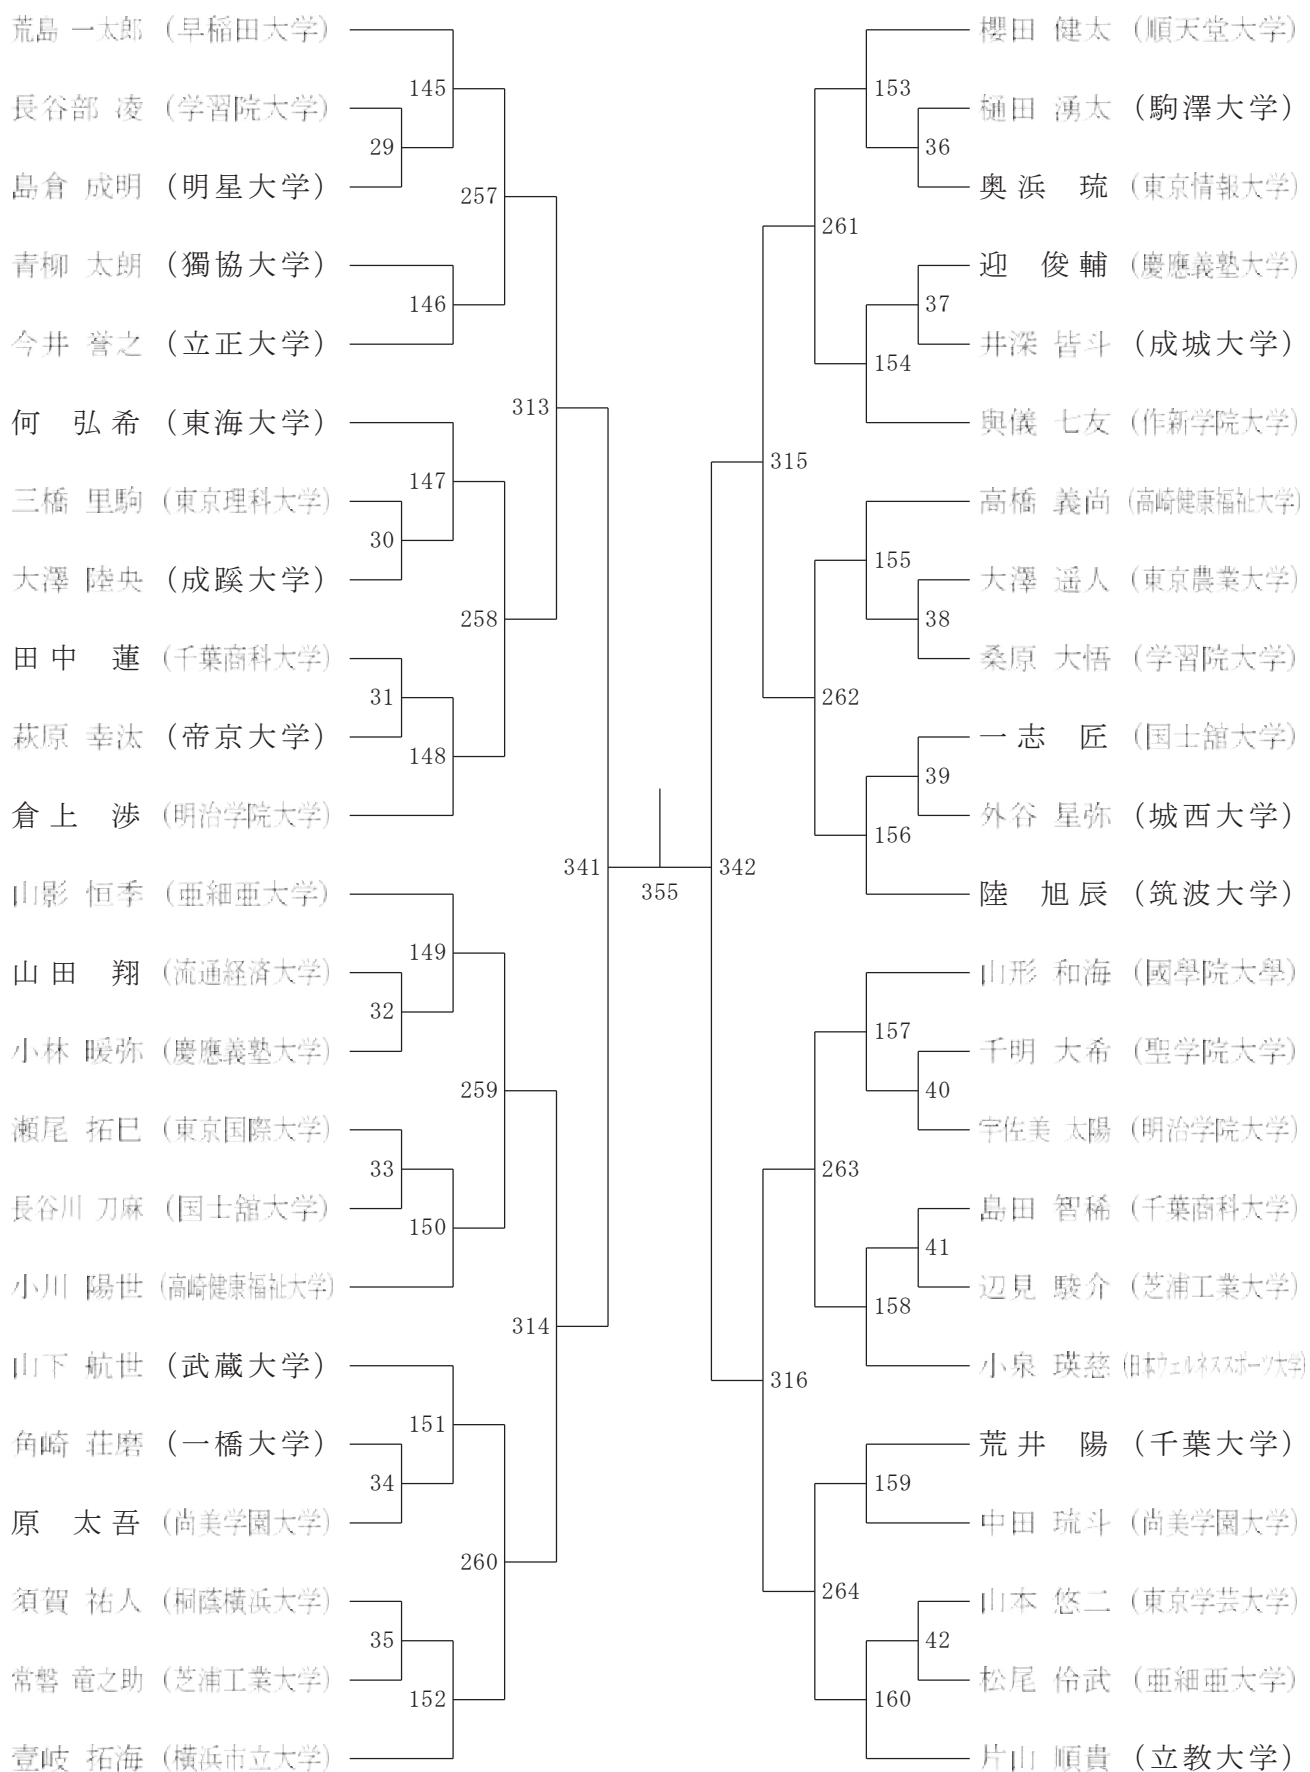 荒島 一太郎 (早稲田大学)
145
長谷部 凌 (学習院大学)
29
島倉 成明 (明星大学)
257
青柳 太朗 (獨協大学)
146
今井 誉之 (立正大学)
313
何 弘希 (東海大学)
147
三橋 里駒 (東京理科大学)
30
大澤 陸央 (成蹊大学)
258
田中 蓮 (千葉商科大学)
31
萩原 幸汰 (帝京大学)
148
倉上 渉 (明治学院大学)
341
山影 恒季 (亜細亜大学)
149
山田 翔 (流通経済大学)
32
小林 暖弥 (慶應義塾大学)
259
瀬尾 拓巳 (東京国際大学)
33
長谷川 刀麻 (国士舘大学)
150
小川 陽世 (高崎健康福祉大学)
314
山下 航世 (武蔵大学)
151
角崎 荘磨 (一橋大学)
34
原 太吾 (尚美学園大学)
260
須賀 祐人 (桐蔭横浜大学)
35
常磐 竜之助 (芝浦工業大学)
152
壹岐 拓海 (横浜市立大学)
355
櫻田 健太 (順天堂大学)
153
樋田 湧太 (駒澤大学)
36
奥浜 琉 (東京情報大学)
261
迎 俊輔 (慶應義塾大学)
37
井深 皆斗 (成城大学)
154
與儀 七友 (作新学院大学)
315
高橋 義尚 (高崎健康福祉大学)
155
大澤 遥人 (東京農業大学)
38
桑原 大悟 (学習院大学)
262
一志 匠 (国士舘大学)
39
外谷 星弥 (城西大学)
156
陸 旭辰 (筑波大学)
342
山形 和海 (國學院大學)
157
千明 大希 (聖学院大学)
40
宇佐美 太陽 (明治学院大学)
263
島田 智稀 (千葉商科大学)
41
辺見 駿介 (芝浦工業大学)
158
小泉 瑛慈 (日本ウェルネススポーツ大学)
316
荒井 陽 (千葉大学)
159
中田 琉斗 (尚美学園大学)
264
山本 悠二 (東京学芸大学)
42
松尾 伶武 (亜細亜大学)
160
片山 順貴 (立教大学)